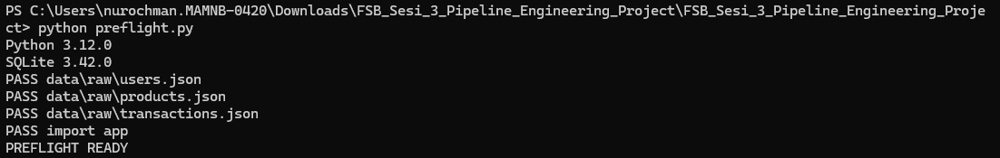 PS C:\Users\nurochman.MAMNB-0420\Downloads\FSB_Sesi_3_Pipeline_Engineering_Project\FSB_Sesi_3_Pipeline_Engineering_Proje
ct> python preflight.py
Python 3.12.0
SQLite 3.42.0
PASS data\raw\users.json
PASS data\raw\products.json
PASS data\raw\transactions.json
PASS import app
PREFLIGHT READY